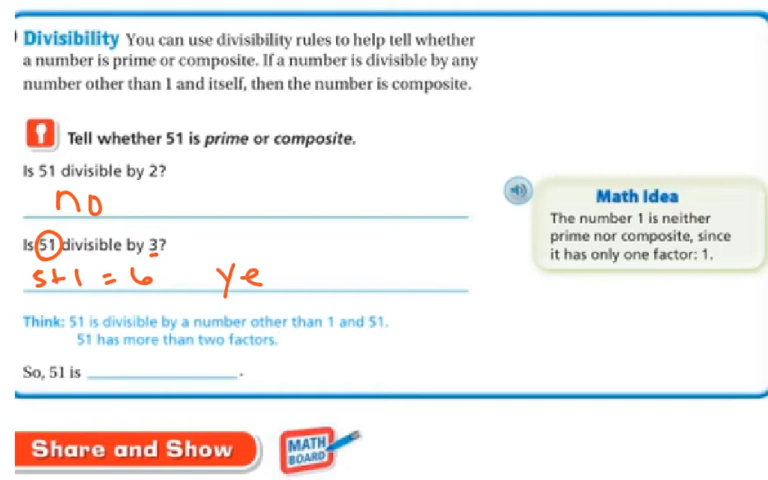 Divisibility You can use divisibility rules to help tell whether
a number is prime or composite. If a number is divisible by any
number other than 1 and itself, then the number is composite.
Tell whether 51 is prime or composite.
Is 51 divisible by 2?
no
Is 51 divisible by 3?
5+1 = 6 ye
Think: 51 is divisible by a number other than 1 and 51.
51 has more than two factors.
So, 51 is ____________.
Math Idea
The number 1 is neither
prime nor composite, since
it has only one factor: 1.
Share and Show
MATH
BOARD